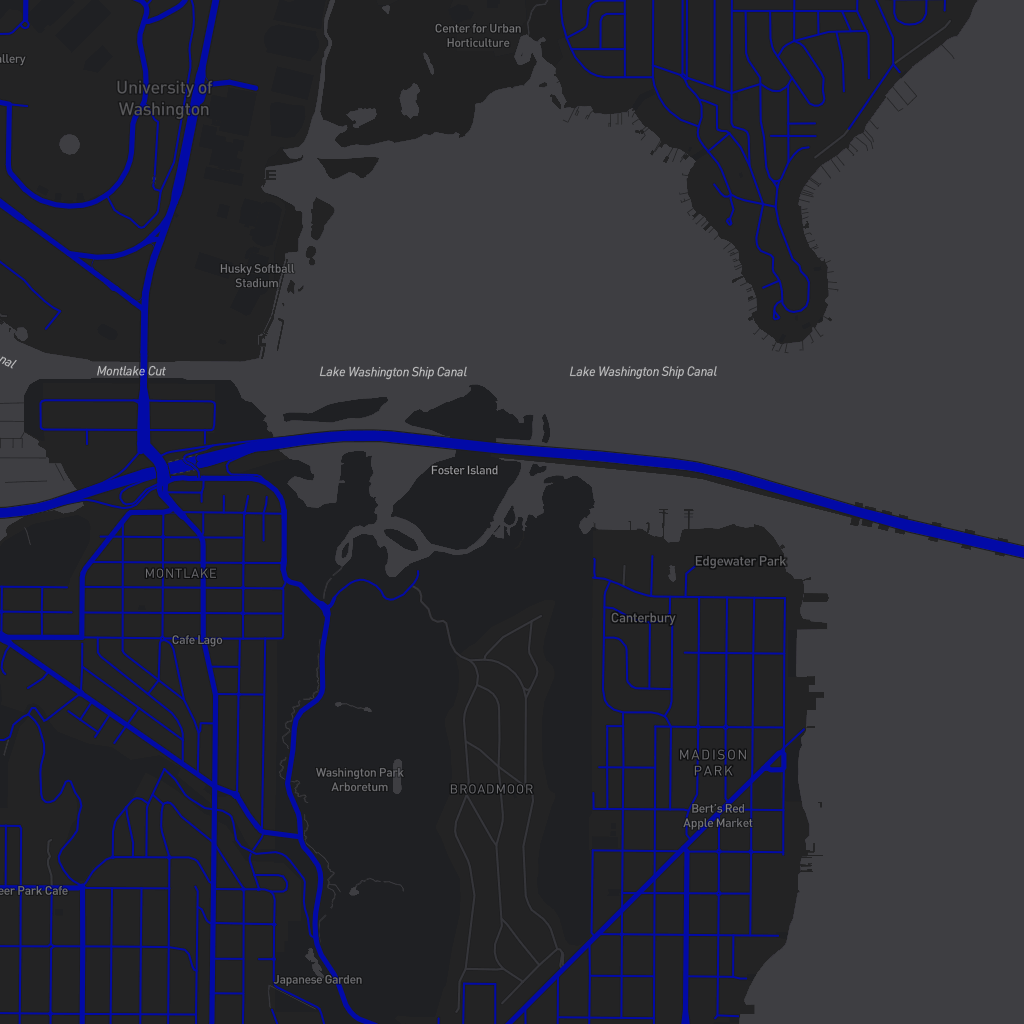 Center for Urban
Horticulture
allery
University of
Washington
Husky Softball
Stadium
nal
Montlake Cut
Lake Washington Ship Canal
Lake Washington Ship Canal
Foster Island
Edgewater Park
MONTLAKE
Canterbury
Cafe Lago
MADISON
PARK
Washington Park
Arboretum
BROADMOOR
Bert's Red
Apple Market
eer Park Cafe
Japanese Garden